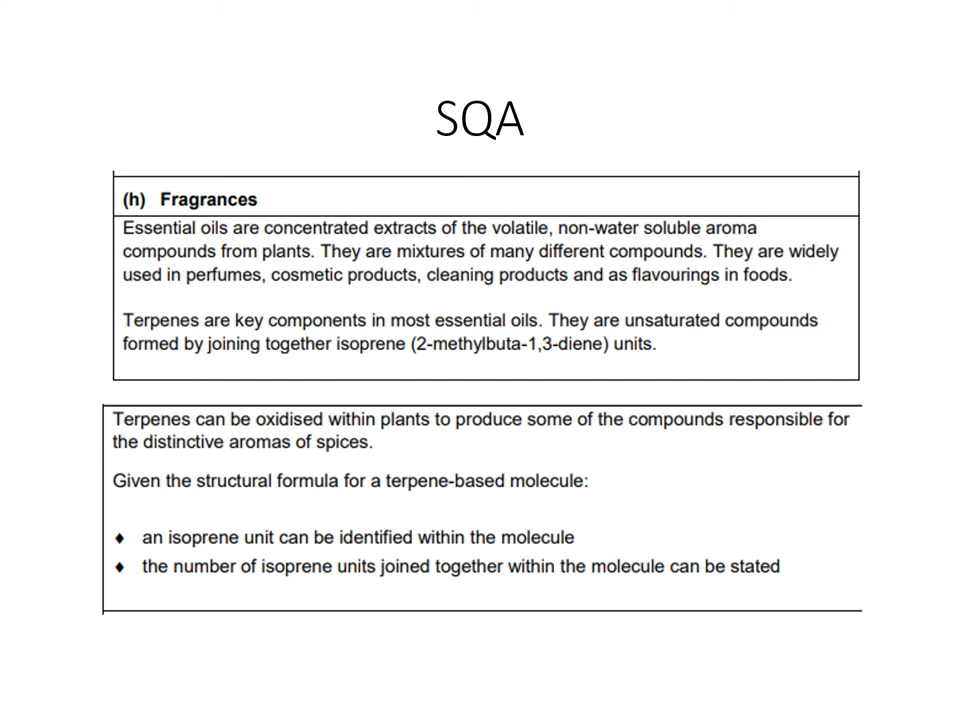 SQA
(h) Fragrances
Essential oils are concentrated extracts of the volatile, non-water soluble aroma
compounds from plants. They are mixtures of many different compounds. They are widely
used in perfumes, cosmetic products, cleaning products and as flavourings in foods.
Terpenes are key components in most essential oils. They are unsaturated compounds
formed by joining together isoprene (2-methylbuta-1,3-diene) units.
Terpenes can be oxidised within plants to produce some of the compounds responsible for
the distinctive aromas of spices.
Given the structural formula for a terpene-based molecule:
♦ an isoprene unit can be identified within the molecule
♦ the number of isoprene units joined together within the molecule can be stated